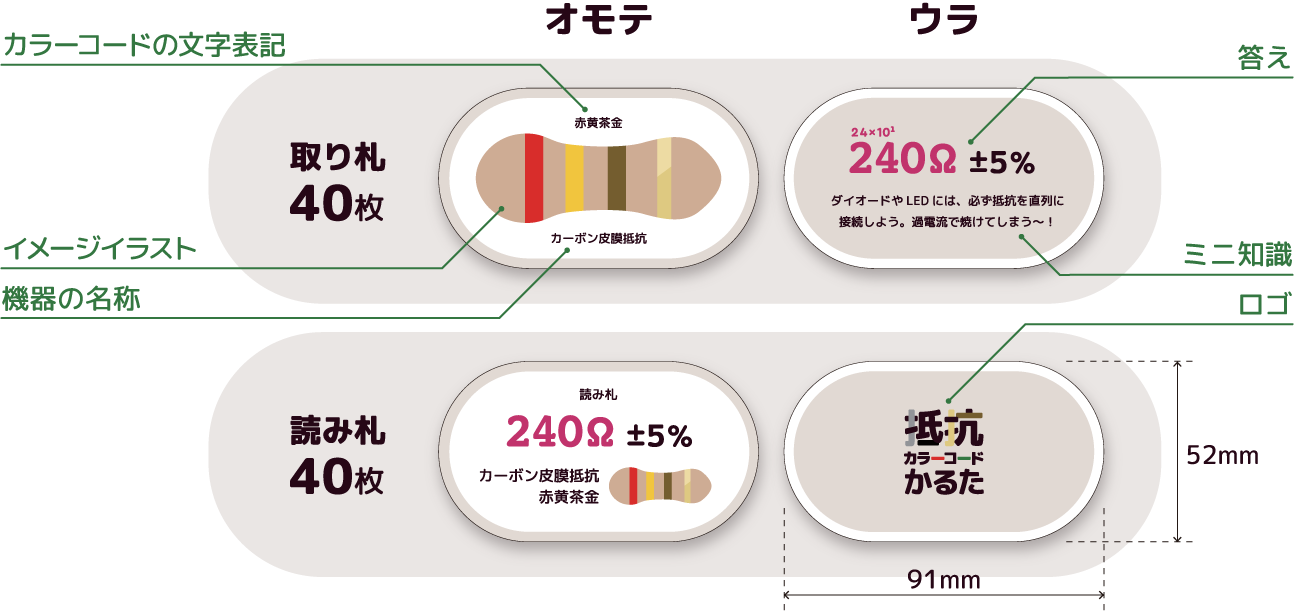 オモテ
ウラ
カラーコードの文字表記
答え
取り札
40枚
赤黄茶金
カーボン皮膜抵抗
24×10¹
240Ω ±5%
ダイオードや LED には、必ず抵抗を直列に
接続しよう。過電流で焼けてしまう〜！
イメージイラスト
機器の名称
ミニ知識
ロゴ
読み札
40枚
読み札
240Ω ±5%
カーボン皮膜抵抗
赤黄茶金
抵抗
カラーコード
かるた
52mm
91mm